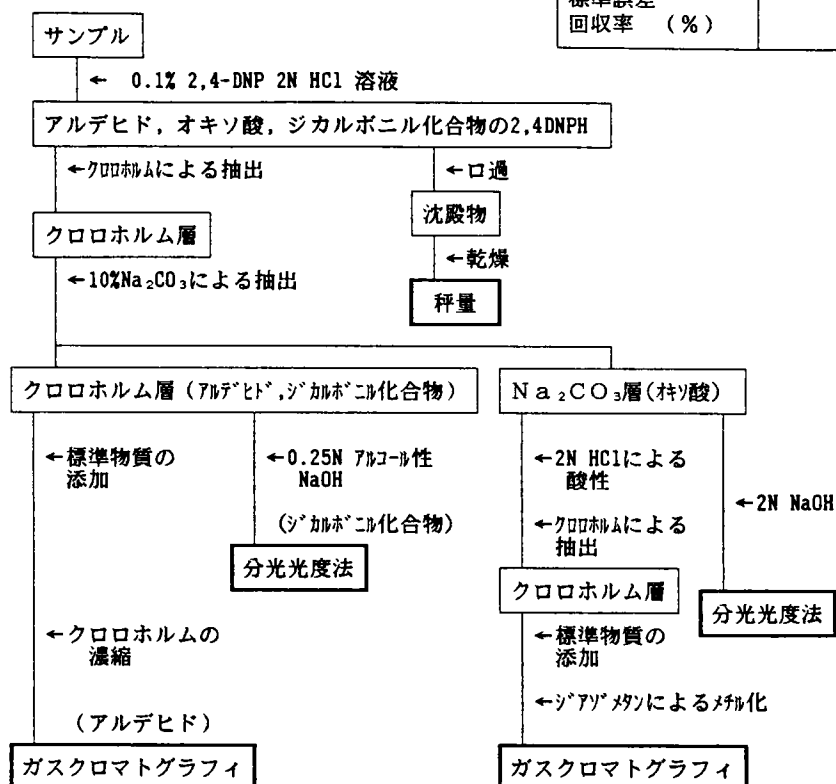 標準誤差
回収率 (%)
サンプル
← 0.1% 2,4-DNP 2N HCl 溶液
アルデヒド, オキソ酸, ジカルボニル化合物の2,4DNPH
←クロロホルムによる抽出
←口過
沈殿物
クロロホルム層
←乾燥
←10%Na₂CO₃による抽出
秤量
クロロホルム層 (アルデヒド,ジカルボニル化合物)
Na₂CO₃層(オキソ酸)
←標準物質の
添加
←0.25N アルコール性
NaOH
(ジカルボニル化合物)
分光光度法
←2N HClによる
酸性
←2N NaOH
←クロロホルムによる
抽出
クロロホルム層
分光光度法
←クロロホルムの
濃縮
←標準物質の
添加
←ジアゾメタンによるメチル化
(アルデヒド)
ガスクロマトグラフィ
ガスクロマトグラフィ